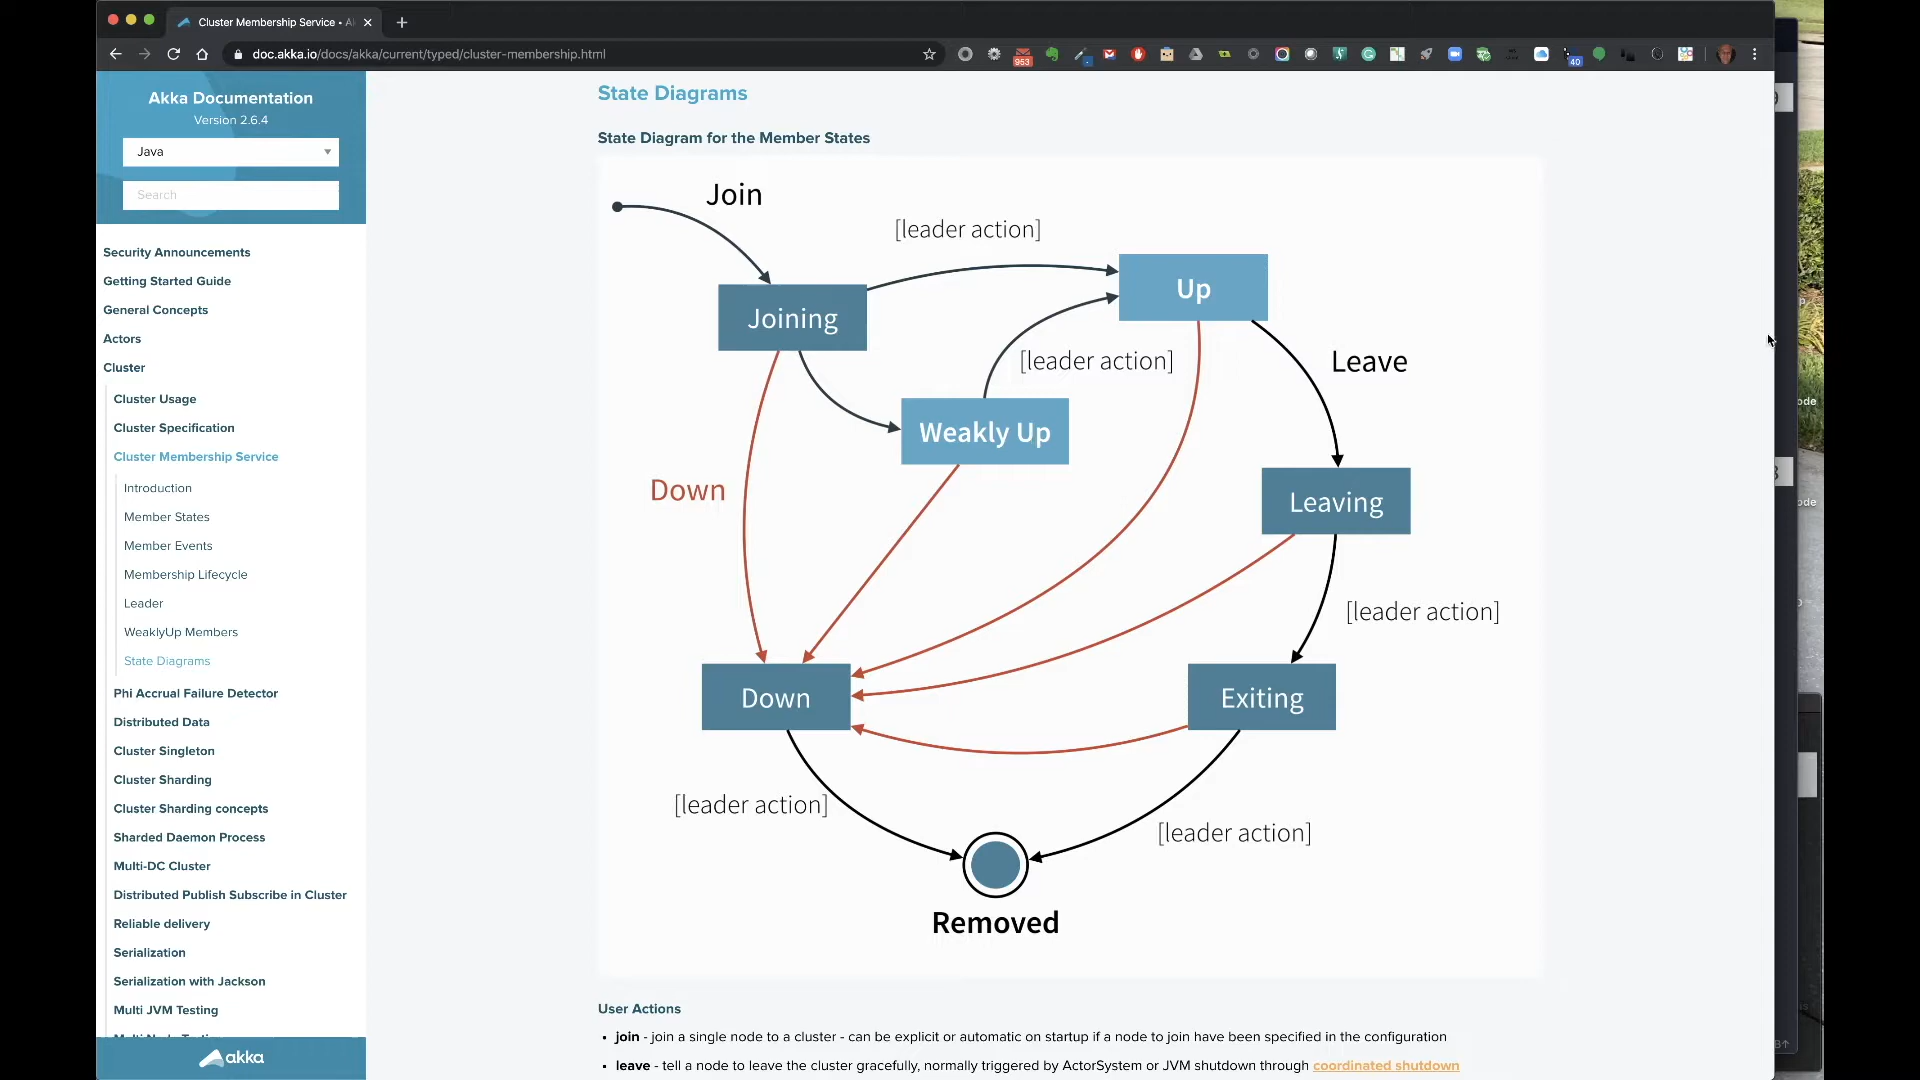 Cluster Membership Service • A
doc.akka.io/docs/akka/current/typed/cluster-membership.html
953
40
Akka Documentation
Version 2.6.4
Java
Search
Security Announcements
Getting Started Guide
General Concepts
Actors
Cluster
Cluster Usage
Cluster Specification
Cluster Membership Service
Introduction
Member States
Member Events
Membership Lifecycle
Leader
WeaklyUp Members
State Diagrams
Phi Accrual Failure Detector
Distributed Data
Cluster Singleton
Cluster Sharding
Cluster Sharding concepts
Sharded Daemon Process
Multi-DC Cluster
Distributed Publish Subscribe in Cluster
Reliable delivery
Serialization
Serialization with Jackson
Multi JVM Testing
akka
State Diagrams
State Diagram for the Member States
Join
[leader action]
Up
Joining
[leader action]
Leave
Weakly Up
Down
Leaving
[leader action]
Down
Exiting
[leader action]
[leader action]
Removed
User Actions
• join - join a single node to a cluster - can be explicit or automatic on startup if a node to join have been specified in the configuration
• leave - tell a node to leave the cluster gracefully, normally triggered by ActorSystem or JVM shutdown through coordinated shutdown
ode
ode